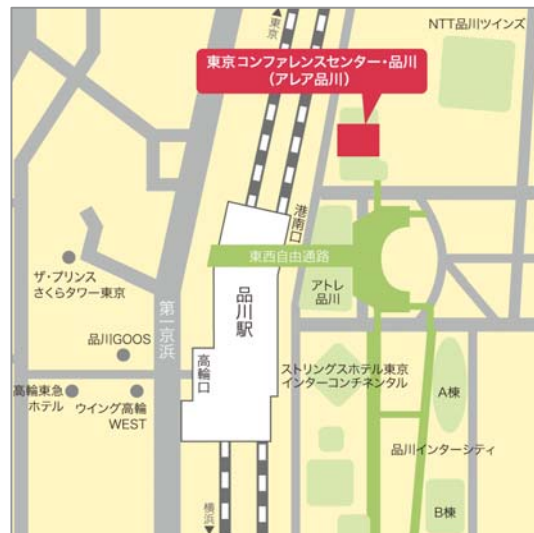 ▲東京
NTT品川ツインズ
東京コンファレンスセンター・品川
(アレア品川)
港南口
東西自由通路
ザ・プリンス
さくらタワー東京
アトレ
品川
品川駅
第一京浜
品川GOOS
高輪口
ストリングスホテル東京
インターコンチネンタル
高輪東急
ホテル
ウイング高輪
WEST
A棟
品川インターシティ
横浜▼
B棟